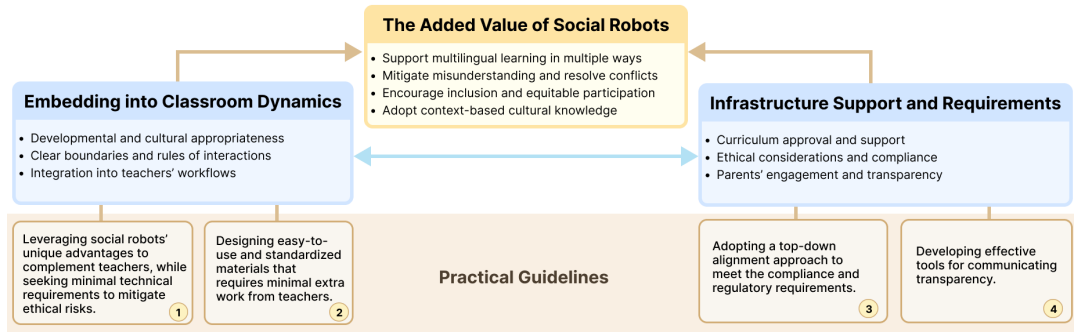 The Added Value of Social Robots
• Support multilingual learning in multiple ways
• Mitigate misunderstanding and resolve conflicts
• Encourage inclusion and equitable participation
• Adopt context-based cultural knowledge
Embedding into Classroom Dynamics
• Developmental and cultural appropriateness
• Clear boundaries and rules of interactions
• Integration into teachers' workflows
Infrastructure Support and Requirements
• Curriculum approval and support
• Ethical considerations and compliance
• Parents' engagement and transparency
Leveraging social robots'
unique advantages to
complement teachers, while
seeking minimal technical
requirements to mitigate
ethical risks.
1
Designing easy-to-
use and standardized
materials that
requires minimal extra
work from teachers.
2
Practical Guidelines
Adopting a top-down
alignment approach to
meet the compliance and
regulatory requirements.
3
Developing effective
tools for communicating
transparency.
4